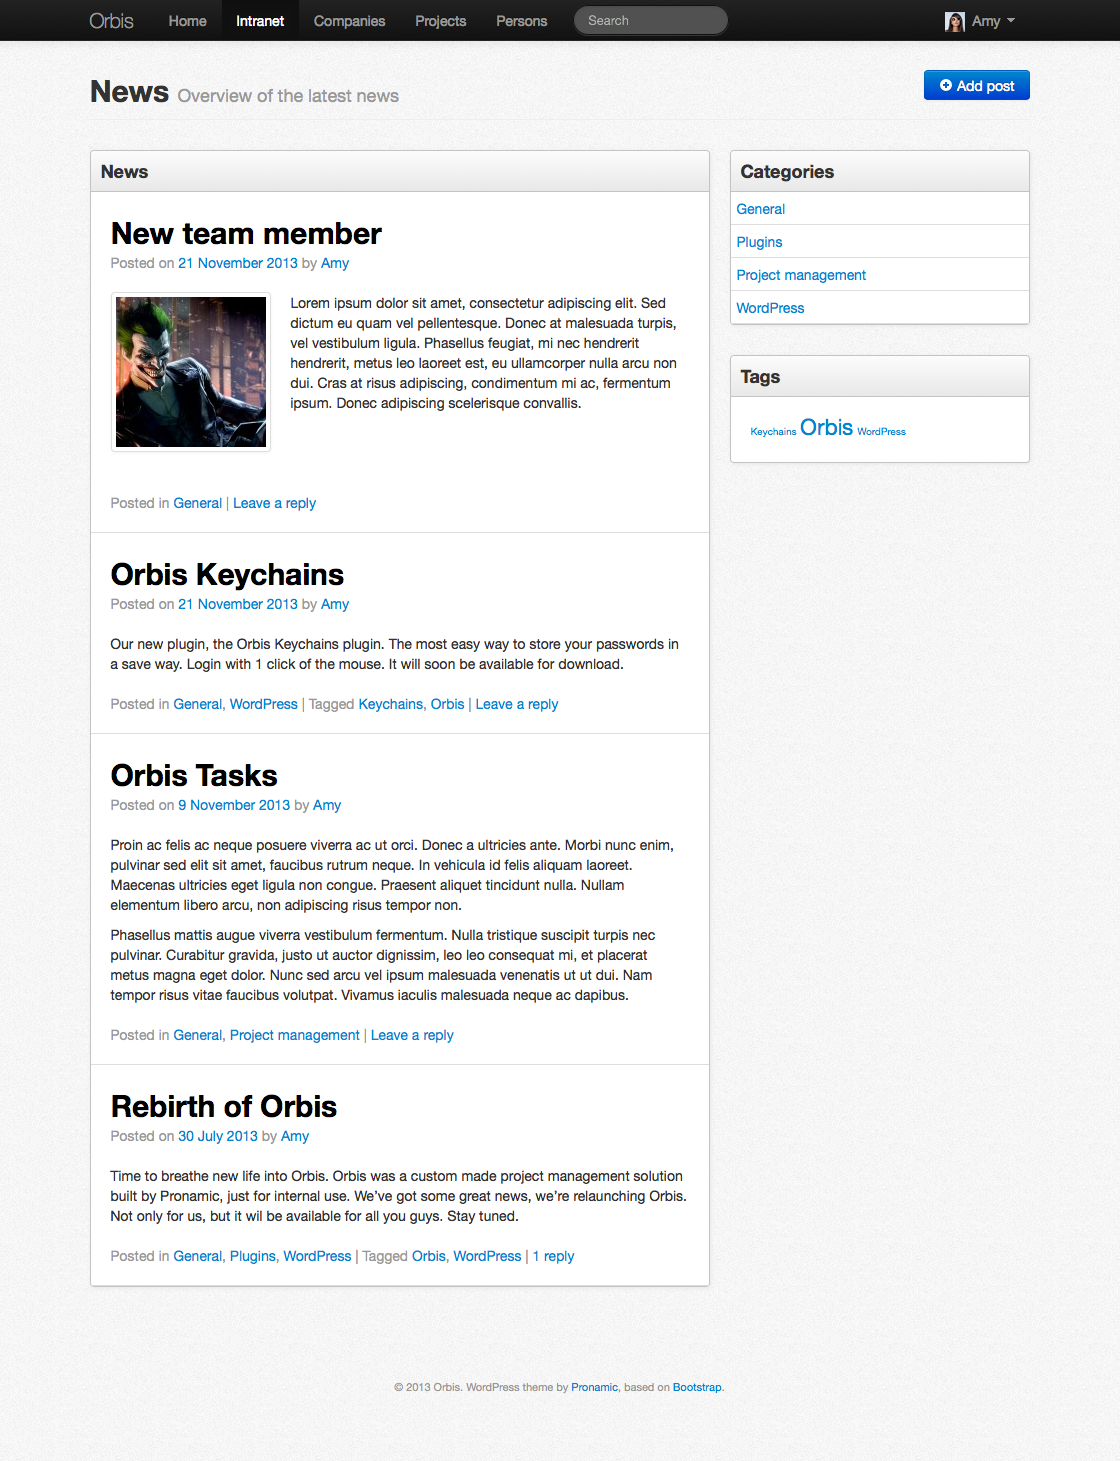 Orbis Home Intranet Companies Projects Persons Search Amy
News Overview of the latest news
Add post
News
New team member
Posted on 21 November 2013 by Amy
Lorem ipsum dolor sit amet, consectetur adipiscing elit. Sed
dictum eu quam vel pellentesque. Donec at malesuada turpis,
vel vestibulum ligula. Phasellus feugiat, mi nec hendrerit
hendrerit, metus leo laoreet est, eu ullamcorper nulla arcu non
dui. Cras at risus adipiscing, condimentum mi ac, fermentum
ipsum. Donec adipiscing scelerisque convallis.
Posted in General | Leave a reply
Orbis Keychains
Posted on 21 November 2013 by Amy
Our new plugin, the Orbis Keychains plugin. The most easy way to store your passwords in
a save way. Login with 1 click of the mouse. It will soon be available for download.
Posted in General, WordPress | Tagged Keychains, Orbis | Leave a reply
Orbis Tasks
Posted on 9 November 2013 by Amy
Proin ac felis ac neque posuere viverra ac ut orci. Donec a ultricies ante. Morbi nunc enim,
pulvinar sed elit sit amet, faucibus rutrum neque. In vehicula id felis aliquam laoreet.
Maecenas ultricies eget ligula non congue. Praesent aliquet tincidunt nulla. Nullam
elementum libero arcu, non adipiscing risus tempor non.
Phasellus mattis augue viverra vestibulum fermentum. Nulla tristique suscipit turpis nec
pulvinar. Curabitur gravida, justo ut auctor dignissim, leo leo consequat mi, et placerat
metus magna eget dolor. Nunc sed arcu vel ipsum malesuada venenatis ut ut dui. Nam
tempor risus vitae faucibus volutpat. Vivamus iaculis malesuada neque ac dapibus.
Posted in General, Project management | Leave a reply
Rebirth of Orbis
Posted on 30 July 2013 by Amy
Time to breathe new life into Orbis. Orbis was a custom made project management solution
built by Pronamic, just for internal use. We’ve got some great news, we’re relaunching Orbis.
Not only for us, but it wil be available for all you guys. Stay tuned.
Posted in General, Plugins, WordPress | Tagged Orbis, WordPress | 1 reply
Categories
General
Plugins
Project management
WordPress
Tags
Keychains Orbis WordPress
© 2013 Orbis. WordPress theme by Pronamic, based on Bootstrap.